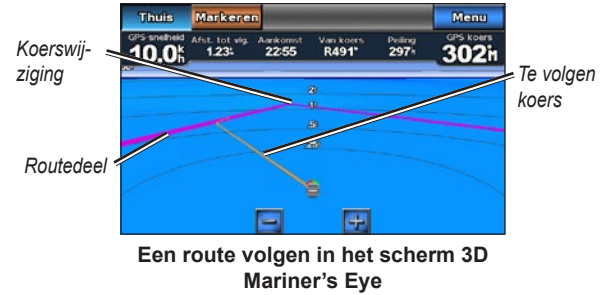 Thuis Markeren Menu
GPS-snelheid Afst. tot vlg. Aankomst Van koers Peiling GPS koers
10.0 1.23 22:55 R491° 297 302
Koerswij-
ziging
Te volgen
koers
Routedeel
Een route volgen in het scherm 3D
Mariner's Eye